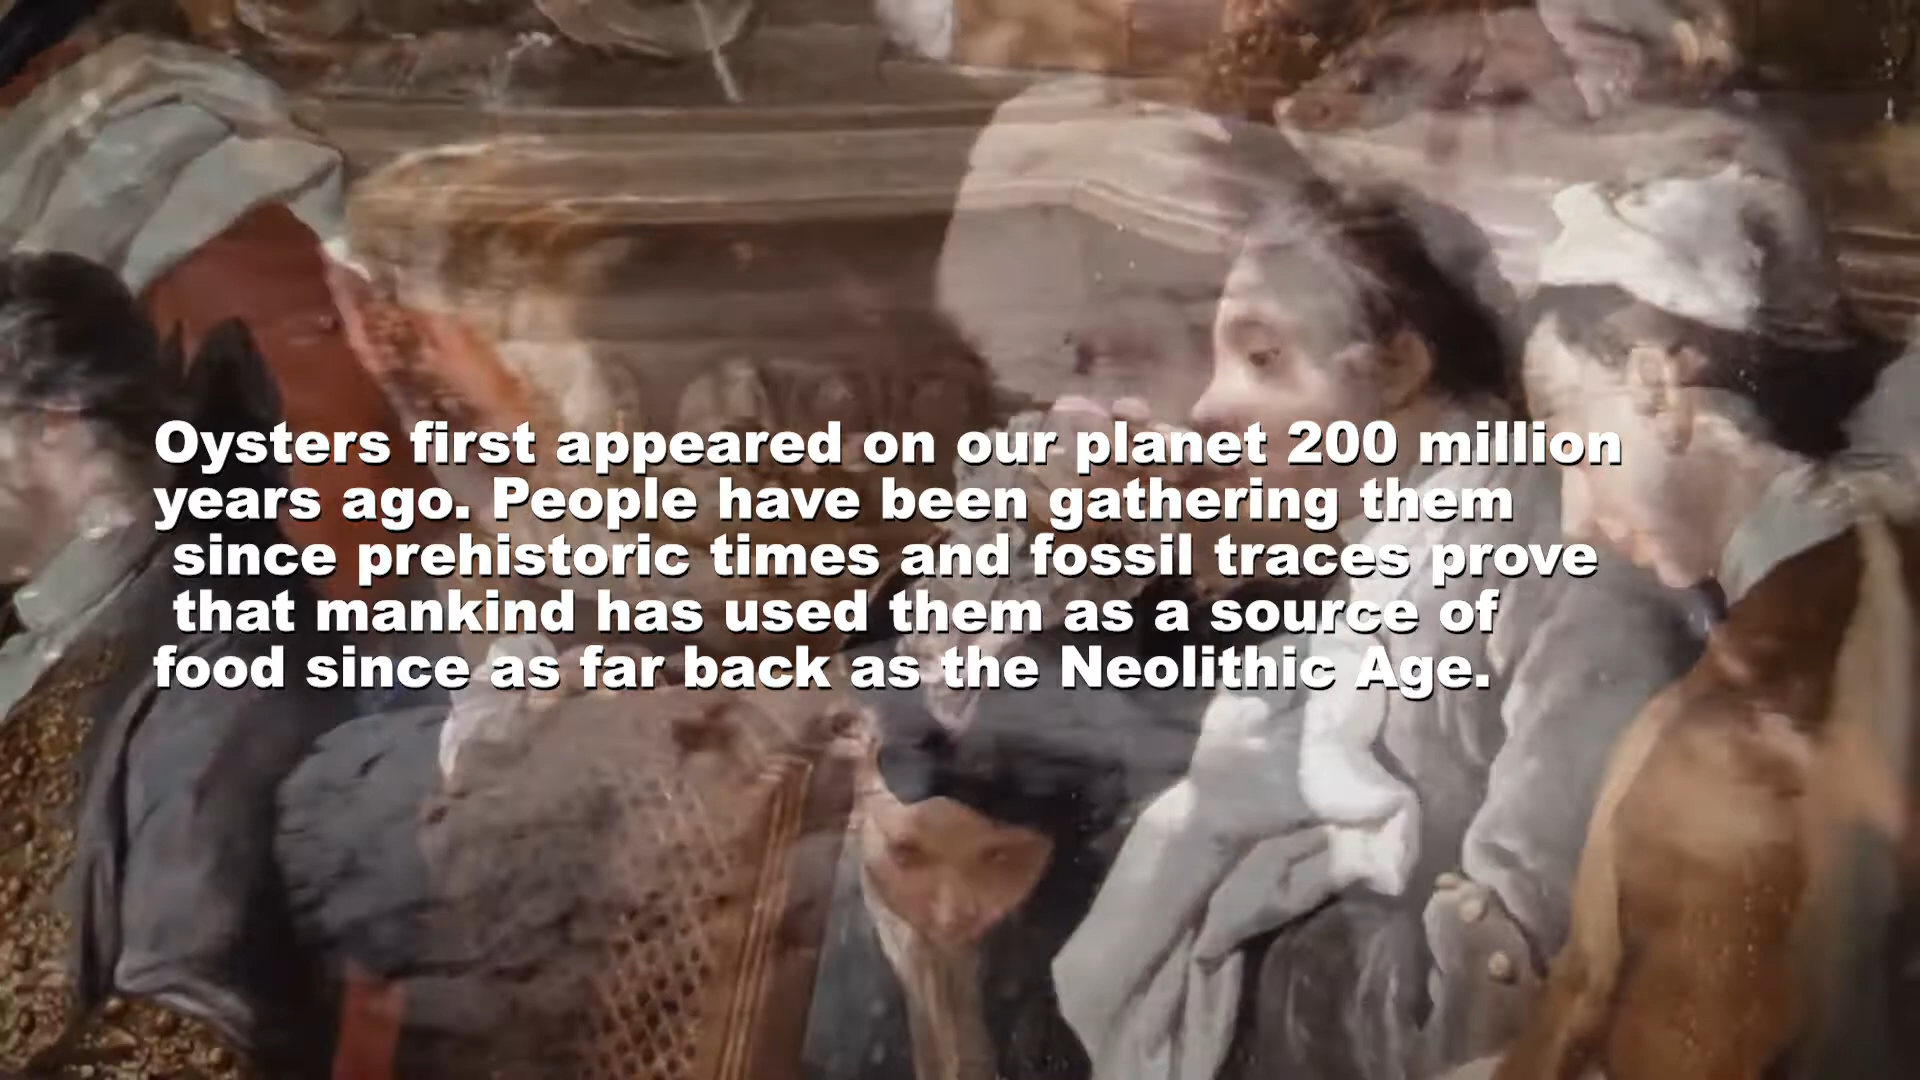 Oysters first appeared on our planet 200 million
years ago. People have been gathering them
since prehistoric times and fossil traces prove
that mankind has used them as a source of
food since as far back as the Neolithic Age.